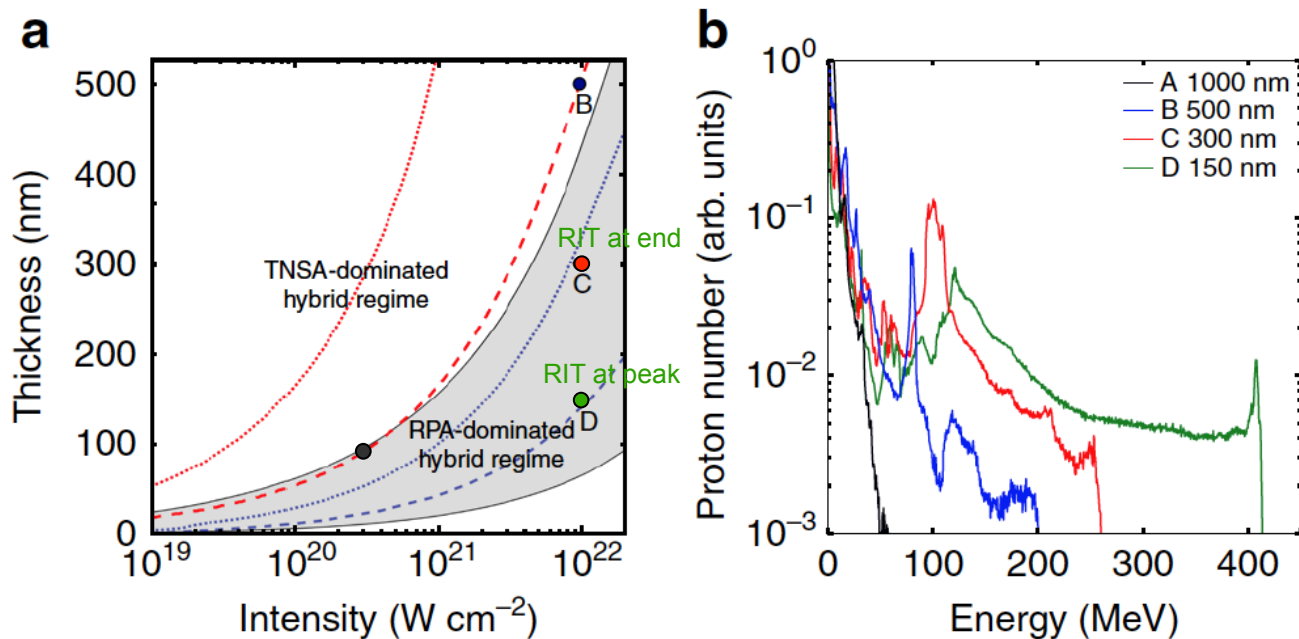 a
Thickness (nm)
500
400
300
200
100
0
B
RIT at end
C
TNSA-dominated
hybrid regime
RIT at peak
D
RPA-dominated
hybrid regime
10^19
10^20
10^21
10^22
Intensity (W cm^−2)
b
Proton number (arb. units)
10^0
10^−1
10^−2
10^−3
A 1000 nm
B 500 nm
C 300 nm
D 150 nm
0
100
200
300
400
Energy (MeV)